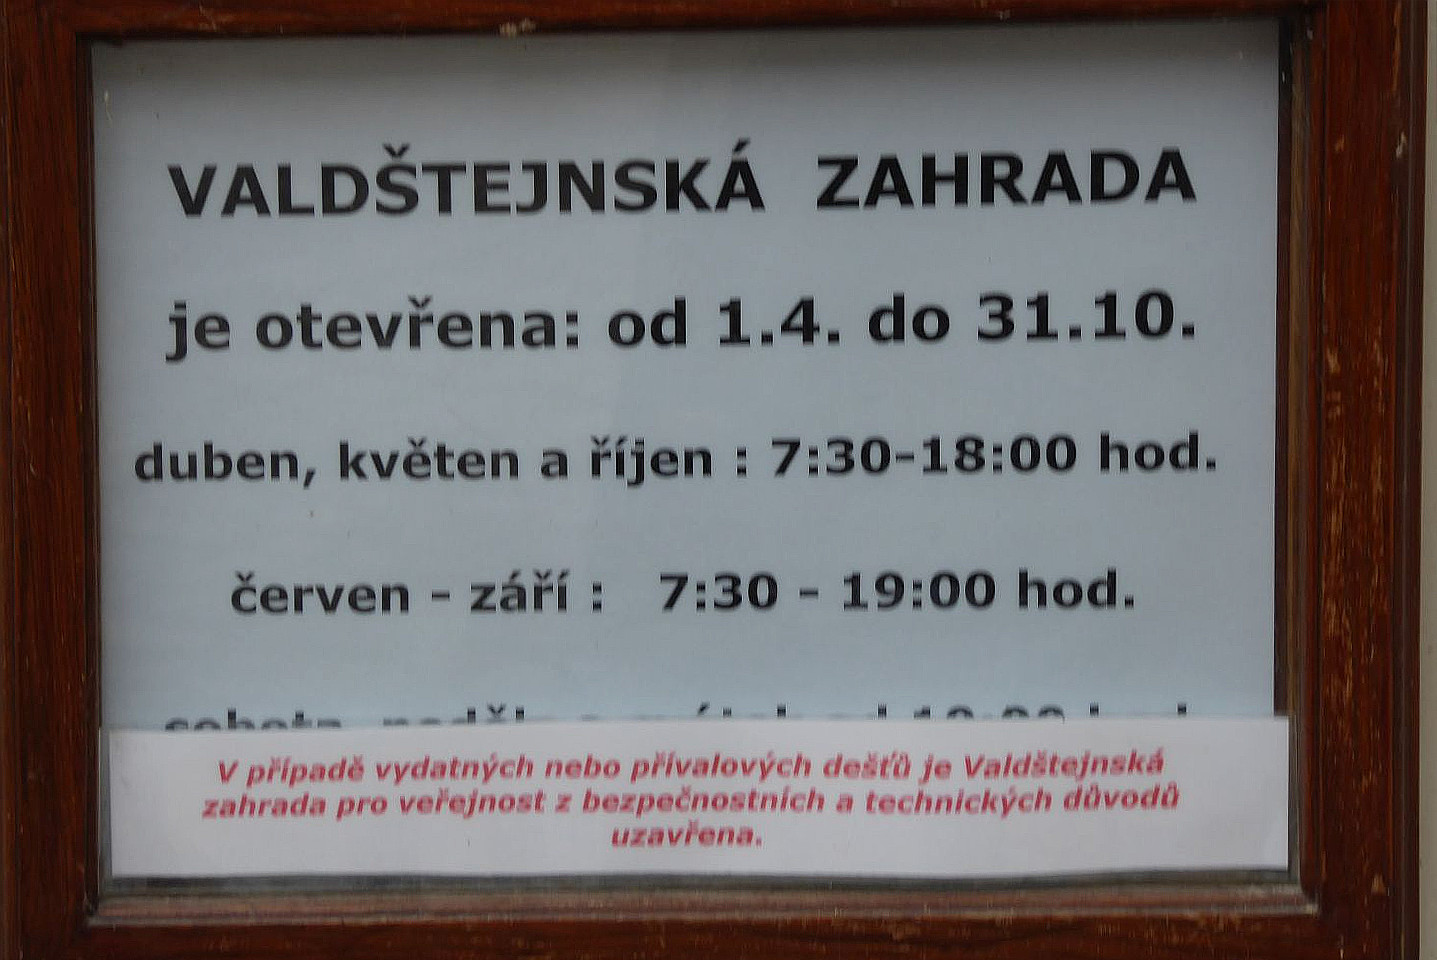 VALDŠTEJNSKÁ ZAHRADA
je otevřena: od 1.4. do 31.10.
duben, květen a říjen : 7:30-18:00 hod.
červen - září : 7:30 - 19:00 hod.
V případě vydatných nebo přívalových dešťů je Valdštejnská
zahrada pro veřejnost z bezpečnostních a technických důvodů
uzavřena.